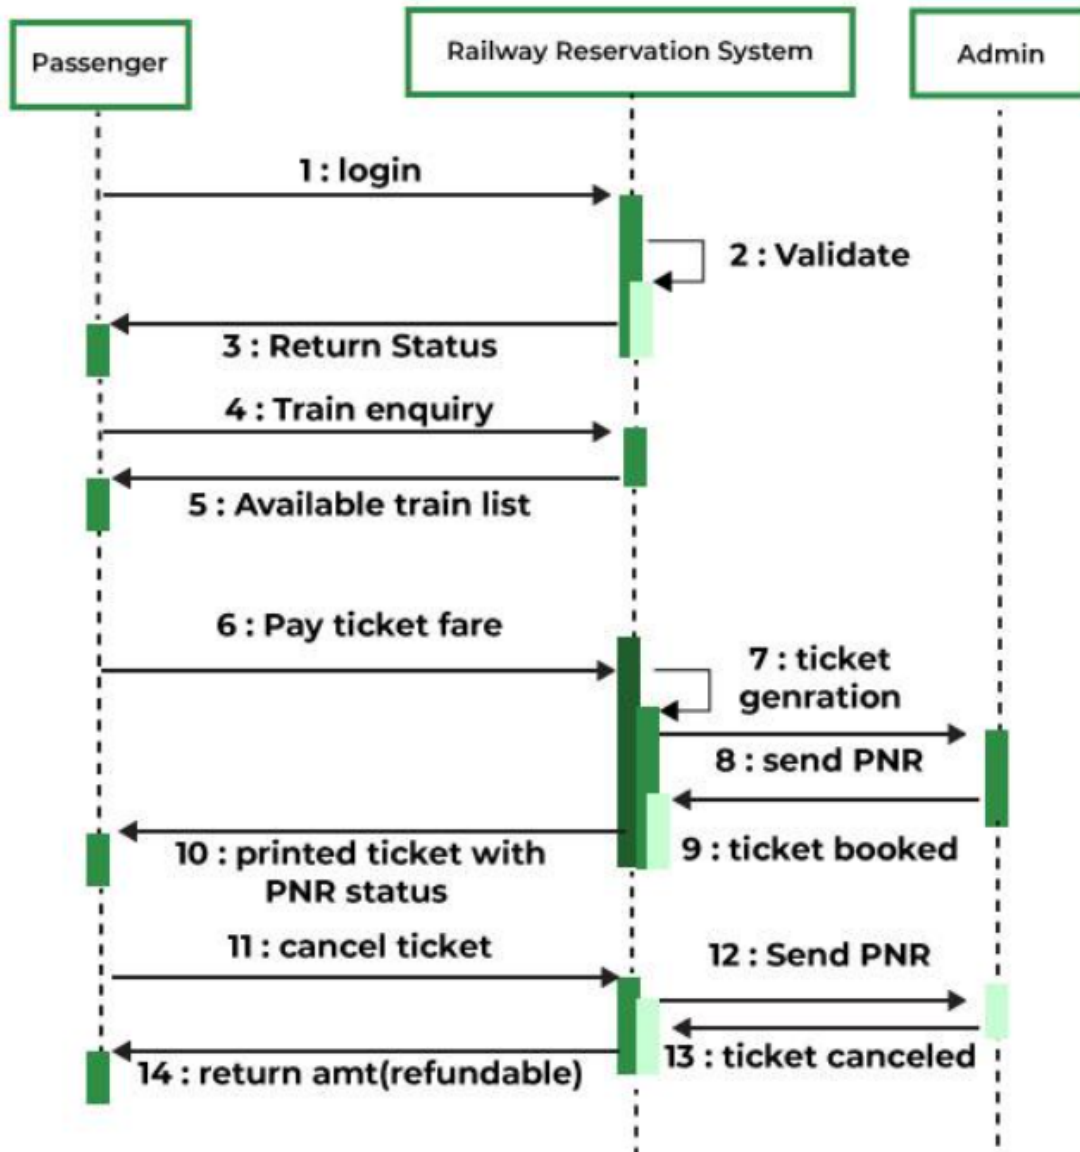 Passenger
Railway Reservation System
Admin
1 : login
2 : Validate
3 : Return Status
4 : Train enquiry
5 : Available train list
6 : Pay ticket fare
7 : ticket
genration
8 : send PNR
9 : ticket booked
10 : printed ticket with
PNR status
11 : cancel ticket
12 : Send PNR
13 : ticket canceled
14 : return amt(refundable)